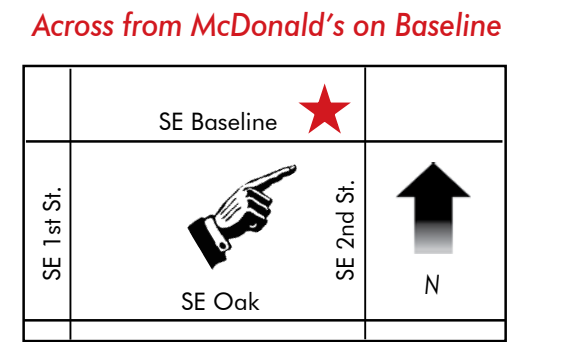 Across from McDonald's on Baseline
SE Baseline
SE 1st St.
SE 2nd St.
N
SE Oak